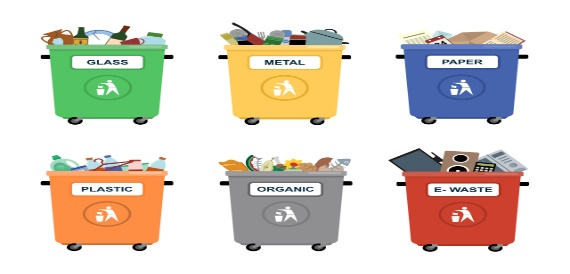 GLASS
METAL
PAPER
PLASTIC
ORGANIC
E- WASTE